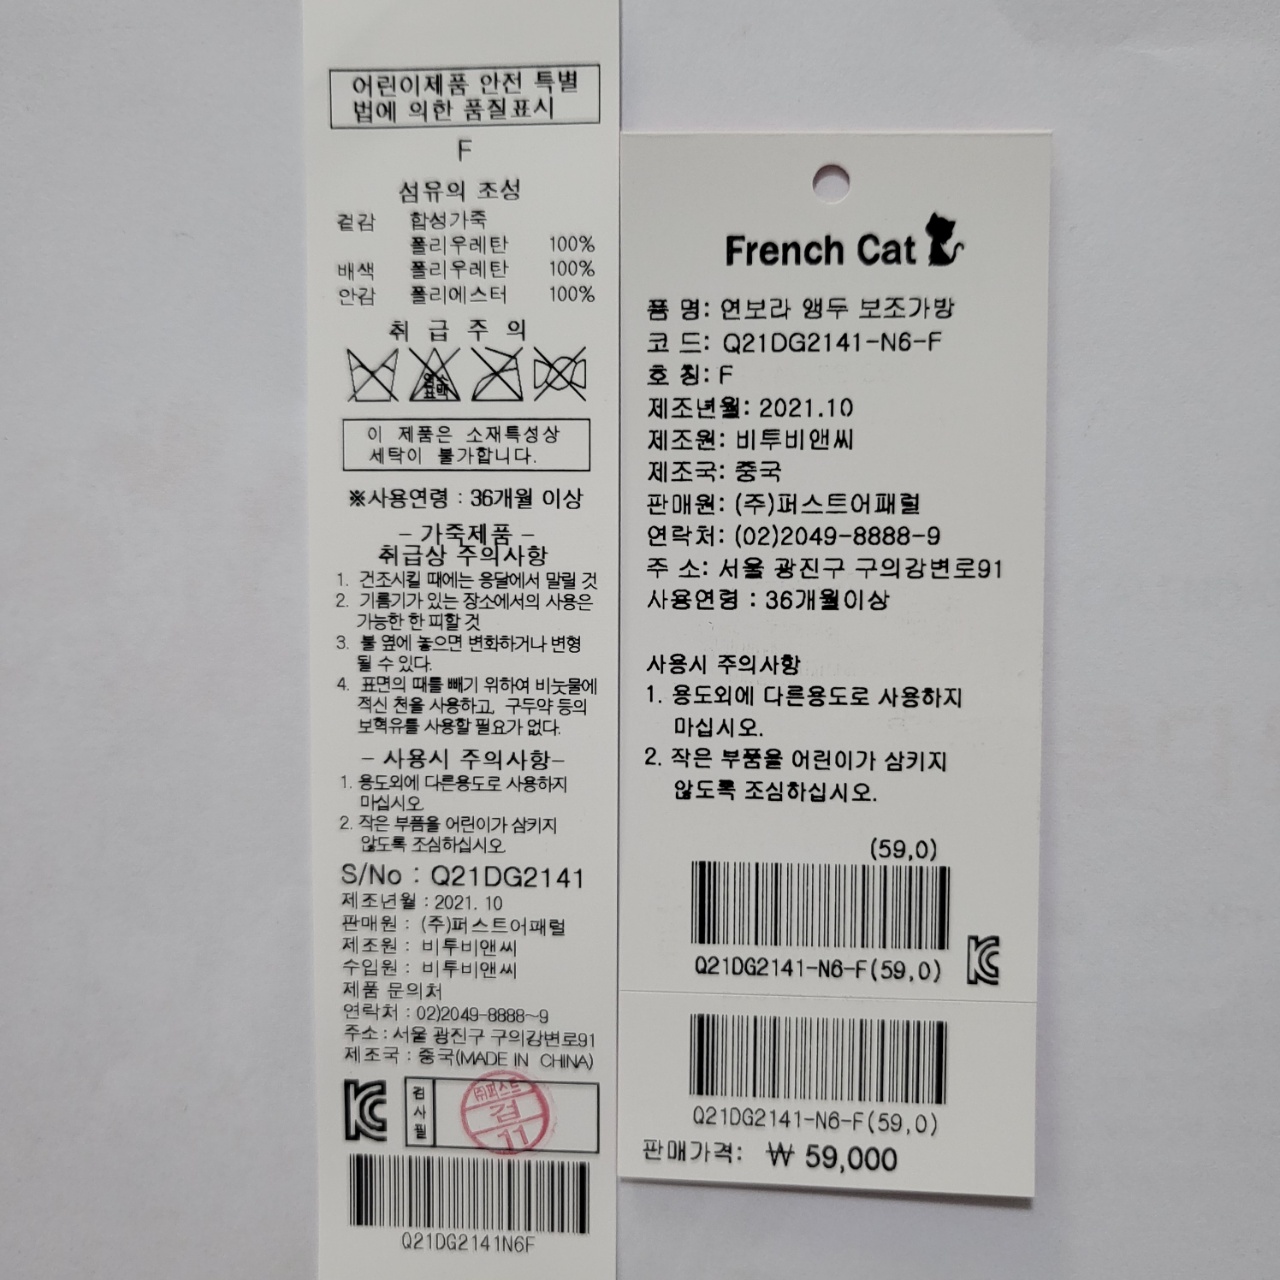 어린이제품 안전 특별
법에 의한 품질표시
F
섬유의 조성
겉감 합성가죽
폴리우레탄 100%
배색 폴리우레탄 100%
안감 폴리에스터 100%
취 급 주 의
염소
표백
이 제품은 소재특성상
세탁이 불가합니다.
※사용연령 : 36개월 이상
- 가죽제품 -
취급상 주의사항
1. 건조시킬 때에는 응달에서 말릴 것
2. 기름기가 있는 장소에서의 사용은
가능한 한 피할 것
3. 불 옆에 놓으면 변화하거나 변형
될 수 있다.
4. 표면의 때를 빼기 위하여 비눗물에
적신 천을 사용하고, 구두약 등의
보혁유를 사용할 필요가 없다.
- 사용시 주의사항-
1. 용도외에 다른용도로 사용하지
마십시오.
2. 작은 부품을 어린이가 삼키지
않도록 조심하십시오.
S/No : Q21DG2141
제조년월 : 2021. 10
판매원 : (주)퍼스트어패럴
제조원 : 비투비앤씨
수입원 : 비투비앤씨
제품 문의처
연락처 : 02)2049-8888~9
주소 : 서울 광진구 구의강변로91
제조국 : 중국(MADE IN CHINA)
KC
검사필
㈜퍼스트
검
11
Q21DG2141N6F
French Cat
품 명: 연보라 앵두 보조가방
코 드: Q21DG2141-N6-F
호 칭: F
제조년월: 2021.10
제조원: 비투비앤씨
제조국: 중국
판매원: (주)퍼스트어패럴
연락처: (02)2049-8888-9
주 소: 서울 광진구 구의강변로91
사용연령 : 36개월이상
사용시 주의사항
1. 용도외에 다른용도로 사용하지
마십시오.
2. 작은 부품을 어린이가 삼키지
않도록 조심하십시오.
(59,0)
Q21DG2141-N6-F(59,0)
KC
Q21DG2141-N6-F(59,0)
판매가격: ₩ 59,000